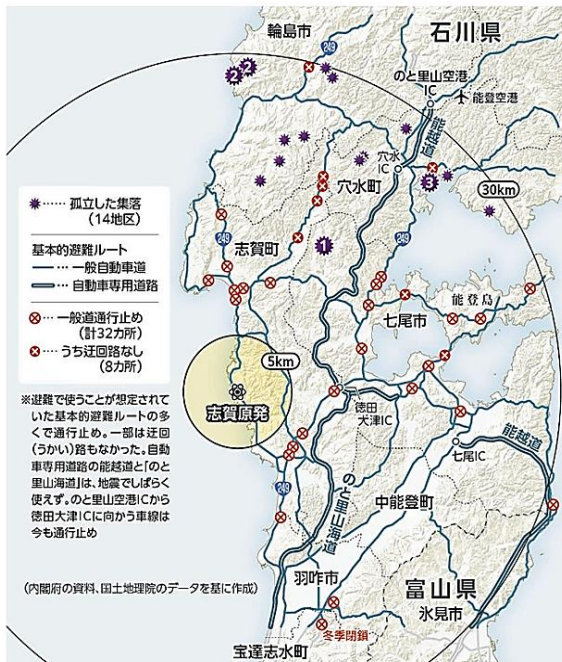 輪島市
石川県
249
のと里山空港
IC
能登空港
2
2
能越道
穴水
IC
3
30km
孤立した集落
(14地区)
基本的避難ルート
一般自動車道
自動車専用道路
一般道通行止め
(計32カ所)
うち迂回路なし
(8カ所)
穴水町
1
249
志賀町
249
能登島
七尾市
5km
志賀原発
※避難で使うことが想定されて
いた基本的避難ルートの多
くで通行止め。一部は迂回
(うかい)路もなかった。自動
車専用道路の能越道と「のと
里山海道」は、地震でしばらく
使えず。のと里山空港ICから
徳田大津ICに向かう車線は
今も通行止め
徳田
大津IC
七尾IC
能越道
249
のと里山海道
中能登町
(内閣府の資料、国土地理院のデータを基に作成)
羽咋市
富山県
氷見市
冬季閉鎖
宝達志水町